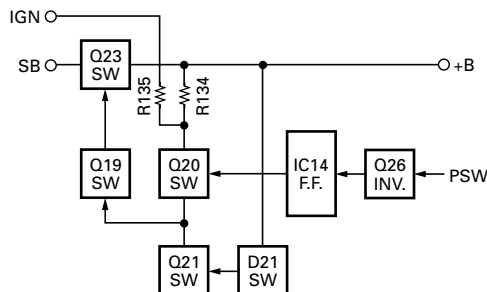 IGN
SB
Q23
SW
R135
R134
+B
Q19
SW
Q20
SW
IC14
F.F.
Q26
INV.
PSW
Q21
SW
D21
SW